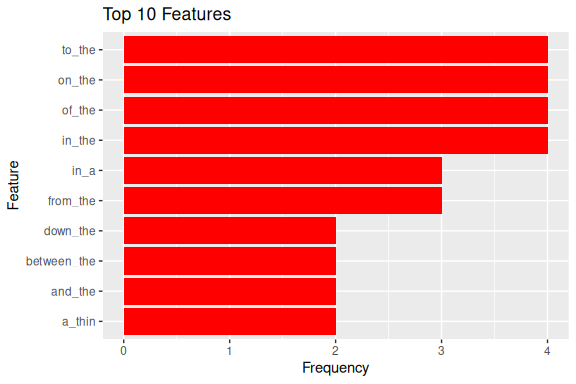 Top 10 Features
to_the
on_the
of_the
in_the
in_a
from_the
down_the
between_the
and_the
a_thin
Feature
0 1 2 3 4
Frequency